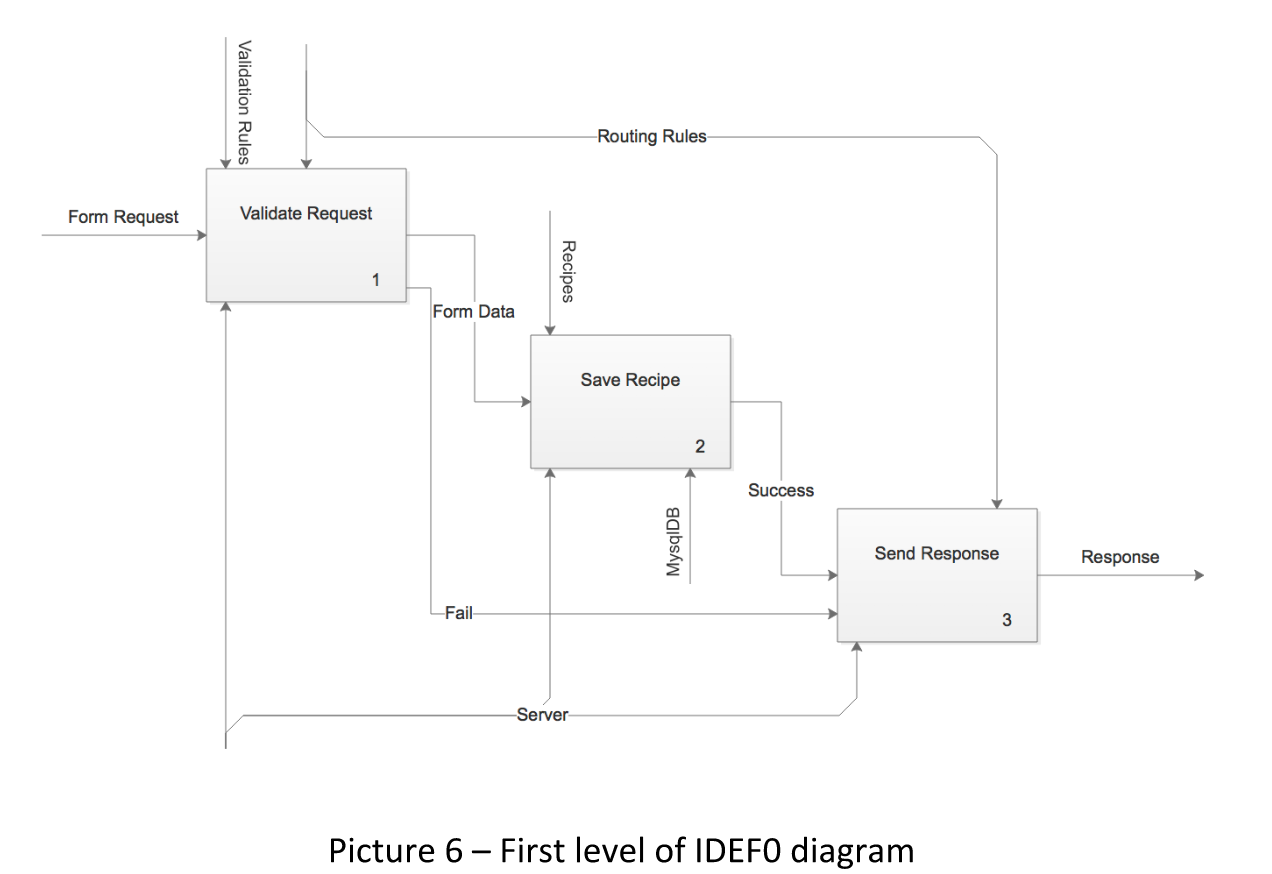 Validation Rules
Routing Rules
Form Request
Validate Request
1
Recipes
Form Data
Save Recipe
2
MysqlDB
Success
Send Response
3
Response
Fail
Server
Picture 6 – First level of IDEF0 diagram